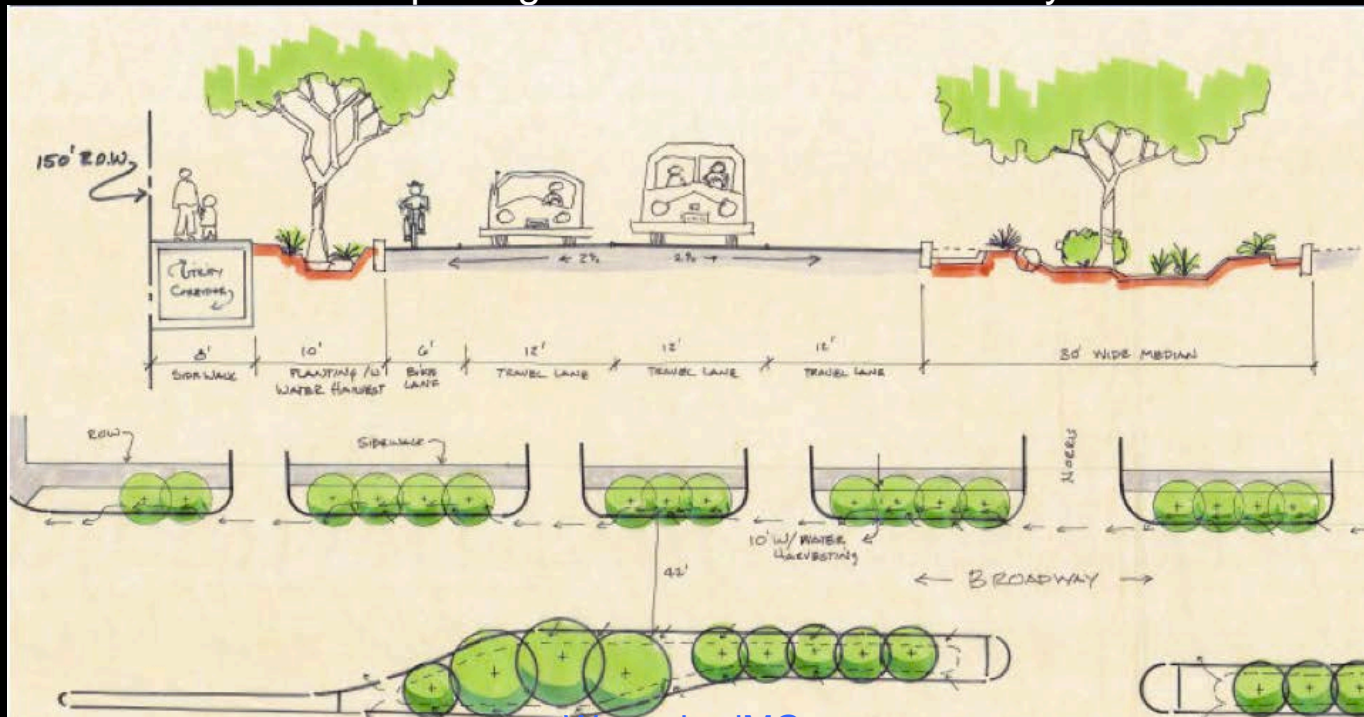 150' R.O.W.
UTILITY
CORRIDOR
← 2%
2% →
8'
10'
6'
12'
12'
12'
30' WIDE MEDIAN
SIDEWALK
PLANTING /W
WATER HARVEST
BIKE
LANE
TRAVEL LANE
TRAVEL LANE
TRAVEL LANE
ROW
SIDEWALK
NORRIS
10' W/ WATER
HARVESTING
42'
← BROADWAY →